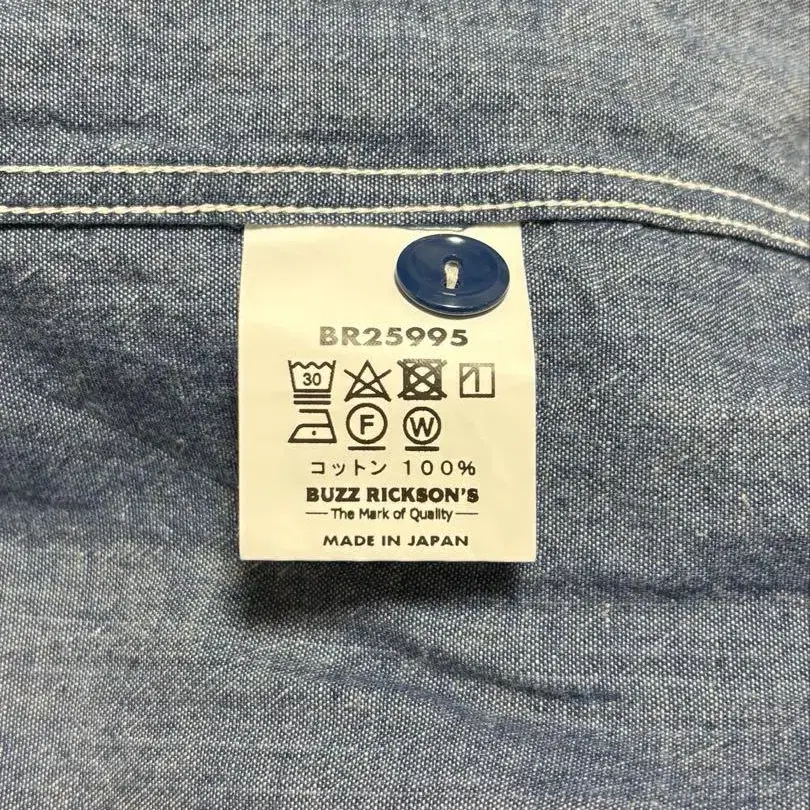 BR25995
30
F W
コットン 100%
BUZZ RICKSON'S
The Mark of Quality
MADE IN JAPAN